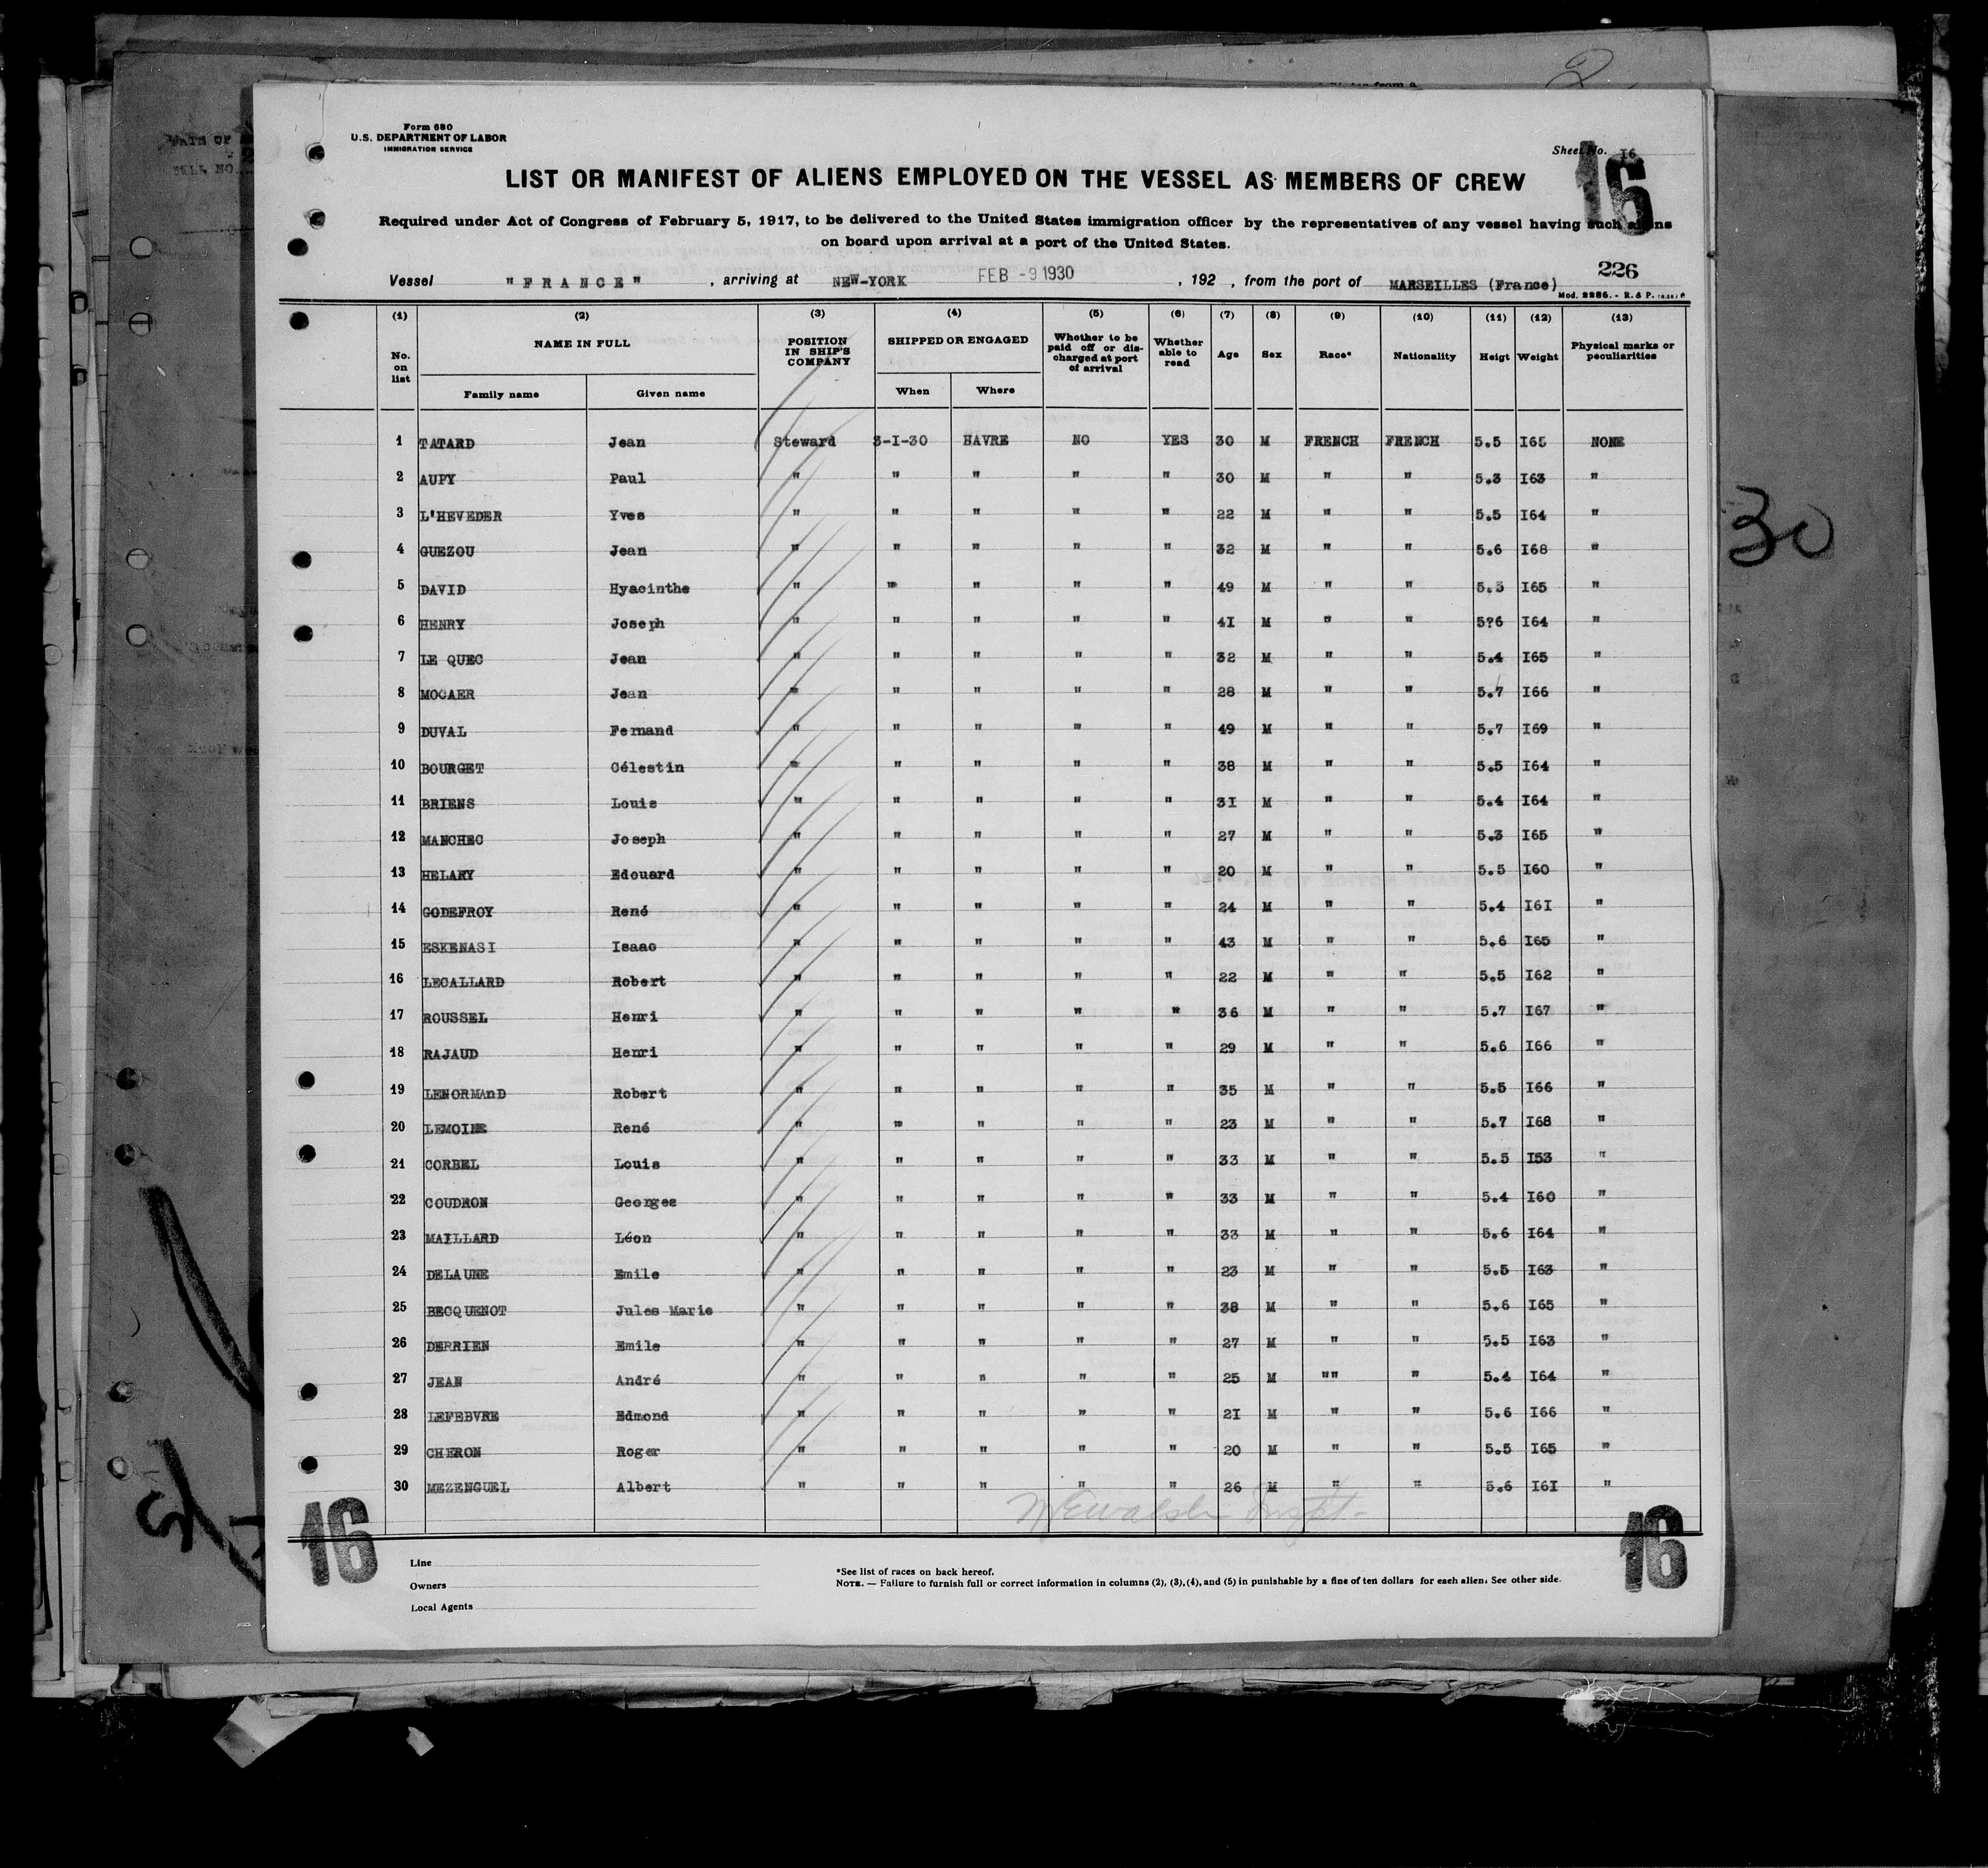 Form 680
U.S. DEPARTMENT OF LABOR
IMMIGRATION SERVICE
Sheet No. I6
16
LIST OR MANIFEST OF ALIENS EMPLOYED ON THE VESSEL AS MEMBERS OF CREW
Required under Act of Congress of February 5, 1917, to be delivered to the United States immigration officer by the representatives of any vessel having such aliens
on board upon arrival at a port of the United States.
226
Vessel "FRANCE", arriving at NEW-YORK FEB -9 1930, 192 , from the port of MARSEILLES (France)
Mod. 2286. - R. & P.
(1) (2) (3) (4) (5) (6) (7) (8) (9) (10) (11) (12) (13)
No. on list NAME IN FULL POSITION IN SHIP'S COMPANY SHIPPED OR ENGAGED Whether to be paid off or discharged at port of arrival Whether able to read Age Sex Race* Nationality Heigt Weight Physical marks or peculiarities
Family name Given name When Where
1 TATARD Jean Steward 3-I-30 HAVRE NO YES 30 M FRENCH FRENCH 5.5 I65 NONE
2 AUPY Paul " " " " " 30 M " " 5.3 I63 "
3 L'HEVEDER Yves " " " " " 22 M " " 5.5 I64 "
4 GUEZOU Jean " " " " " 32 M " " 5.6 I68 "
5 DAVID Hyacinthe " " " " " 49 M " " 5.3 I65 "
6 HENRY Joseph " " " " " 4I M " " 5?6 I64 "
7 LE QUEC Jean " " " " " 32 M " " 5.4 I65 "
8 MOCAER Jean " " " " " 28 M " " 5.7 I66 "
9 DUVAL Fernand " " " " " 49 M " " 5.7 I69 "
10 BOURGET Célestin " " " " " 38 M " " 5.5 I64 "
11 BRIENS Louis " " " " " 3I M " " 5.4 I64 "
12 MANCHEC Joseph " " " " " 27 M " " 5.3 I65 "
13 HELARY Edouard " " " " " 20 M " " 5.5 I60 "
14 GODEFROY René " " " " " 24 M " " 5.4 I6I "
15 ESKENASI Isaac " " " " " 43 M " " 5.6 I65 "
16 LECALLARD Robert " " " " " 22 M " " 5.5 I62 "
17 ROUSSEL Henri " " " " " 36 M " " 5.7 I67 "
18 RAJAUD Henri " " " " " 29 M " " 5.6 I66 "
19 LENORMAnD Robert " " " " " 35 M " " 5.5 I66 "
20 LEMOINE René " " " " " 23 M " " 5.7 I68 "
21 CORBEL Louis " " " " " 33 M " " 5.5 I53 "
22 COUDRON Georges " " " " " 33 M " " 5.4 I60 "
23 MAILLARD Léon " " " " " 33 M " " 5.6 I64 "
24 DELAUNE Emile " " " " " 23 M " " 5.5 I63 "
25 BECQUENOT Jules Marie " " " " " 38 M " " 5.6 I65 "
26 DERRIEN Emile " " " " " 27 M " " 5.5 I63 "
27 JEAN André " " " " " 25 M "" " 5.4 I64 "
28 LEFEBVRE Edmond " " " " " 2I M " " 5.6 I66 "
29 CHERON Roger " " " " " 20 M " " 5.5 I65 "
30 MEZENGUEL Albert " " " " " 26 M " " 5.6 I6I "
16
16
Line
Owners
Local Agents
*See list of races on back hereof.
NOTE. — Failure to furnish full or correct information in columns (2), (3), (4), and (5) in punishable by a fine of ten dollars for each alien. See other side.
30
2